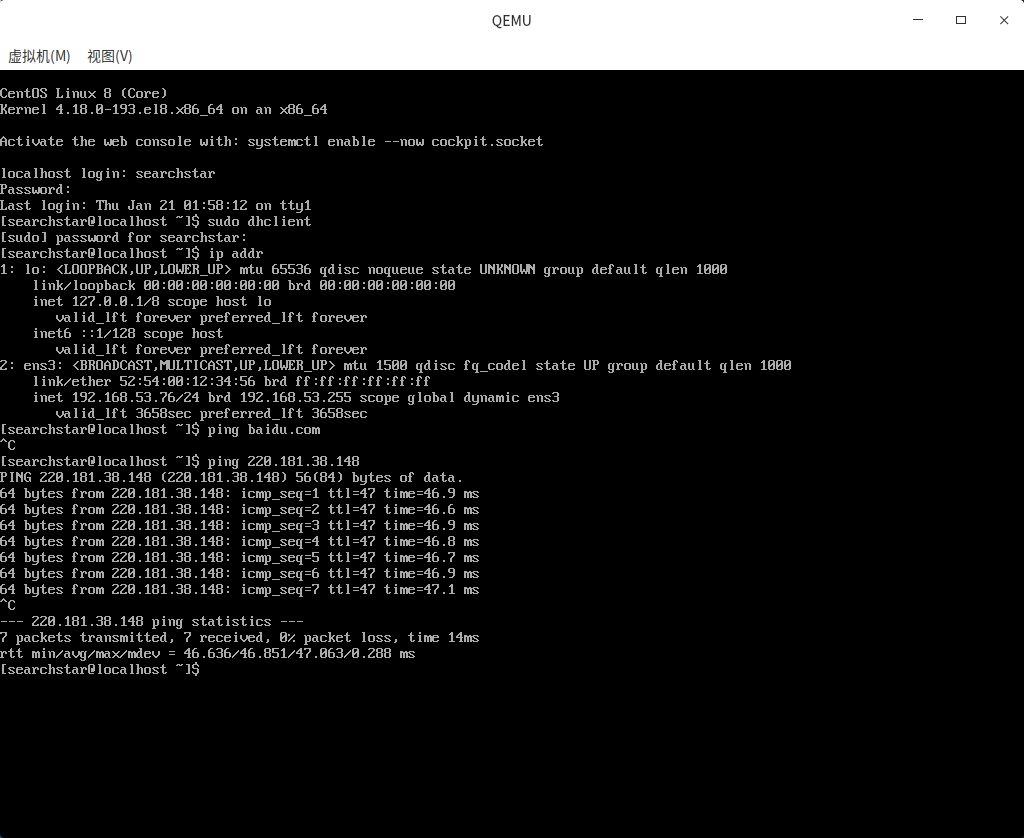 QEMU
虚拟机(M) 视图(V)
CentOS Linux 8 (Core)
Kernel 4.18.0-193.el8.x86_64 on an x86_64
Activate the web console with: systemctl enable --now cockpit.socket
localhost login: searchstar
Password:
Last login: Thu Jan 21 01:58:12 on tty1
[searchstar@localhost ~]$ sudo dhclient
[sudo] password for searchstar:
[searchstar@localhost ~]$ ip addr
1: lo: <LOOPBACK,UP,LOWER_UP> mtu 65536 qdisc noqueue state UNKNOWN group default qlen 1000
    link/loopback 00:00:00:00:00:00 brd 00:00:00:00:00:00
    inet 127.0.0.1/8 scope host lo
       valid_lft forever preferred_lft forever
    inet6 ::1/128 scope host
       valid_lft forever preferred_lft forever
2: ens3: <BROADCAST,MULTICAST,UP,LOWER_UP> mtu 1500 qdisc fq_codel state UP group default qlen 1000
    link/ether 52:54:00:12:34:56 brd ff:ff:ff:ff:ff:ff
    inet 192.168.53.76/24 brd 192.168.53.255 scope global dynamic ens3
       valid_lft 3658sec preferred_lft 3658sec
[searchstar@localhost ~]$ ping baidu.com
^C
[searchstar@localhost ~]$ ping 220.181.38.148
PING 220.181.38.148 (220.181.38.148) 56(84) bytes of data.
64 bytes from 220.181.38.148: icmp_seq=1 ttl=47 time=46.9 ms
64 bytes from 220.181.38.148: icmp_seq=2 ttl=47 time=46.6 ms
64 bytes from 220.181.38.148: icmp_seq=3 ttl=47 time=46.9 ms
64 bytes from 220.181.38.148: icmp_seq=4 ttl=47 time=46.8 ms
64 bytes from 220.181.38.148: icmp_seq=5 ttl=47 time=46.7 ms
64 bytes from 220.181.38.148: icmp_seq=6 ttl=47 time=46.9 ms
64 bytes from 220.181.38.148: icmp_seq=7 ttl=47 time=47.1 ms
^C
--- 220.181.38.148 ping statistics ---
7 packets transmitted, 7 received, 0% packet loss, time 14ms
rtt min/avg/max/mdev = 46.636/46.851/47.063/0.288 ms
[searchstar@localhost ~]$